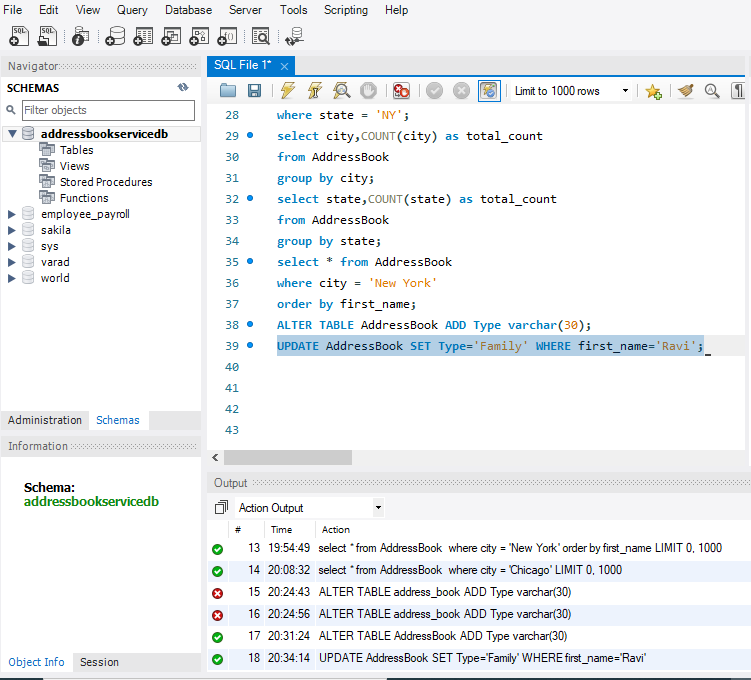 File Edit View Query Database Server Tools Scripting Help
SQL SQL
Navigator
SCHEMAS
Filter objects
addressbookservicedb
Tables
Views
Stored Procedures
Functions
employee_payroll
sakila
sys
varad
world
Administration Schemas
Information
Schema:
addressbookservicedb
Object Info Session
SQL File 1*
Limit to 1000 rows
28 where state = 'NY';
29 select city,COUNT(city) as total_count
30 from AddressBook
31 group by city;
32 select state,COUNT(state) as total_count
33 from AddressBook
34 group by state;
35 select * from AddressBook
36 where city = 'New York'
37 order by first_name;
38 ALTER TABLE AddressBook ADD Type varchar(30);
39 UPDATE AddressBook SET Type='Family' WHERE first_name='Ravi';
40
41
42
43
Output
Action Output
# Time Action
13 19:54:49 select * from AddressBook where city = 'New York' order by first_name LIMIT 0, 1000
14 20:08:32 select * from AddressBook where city = 'Chicago' LIMIT 0, 1000
15 20:24:43 ALTER TABLE address_book ADD Type varchar(30)
16 20:24:56 ALTER TABLE address_book ADD Type varchar(30)
17 20:31:24 ALTER TABLE AddressBook ADD Type varchar(30)
18 20:34:14 UPDATE AddressBook SET Type='Family' WHERE first_name='Ravi'